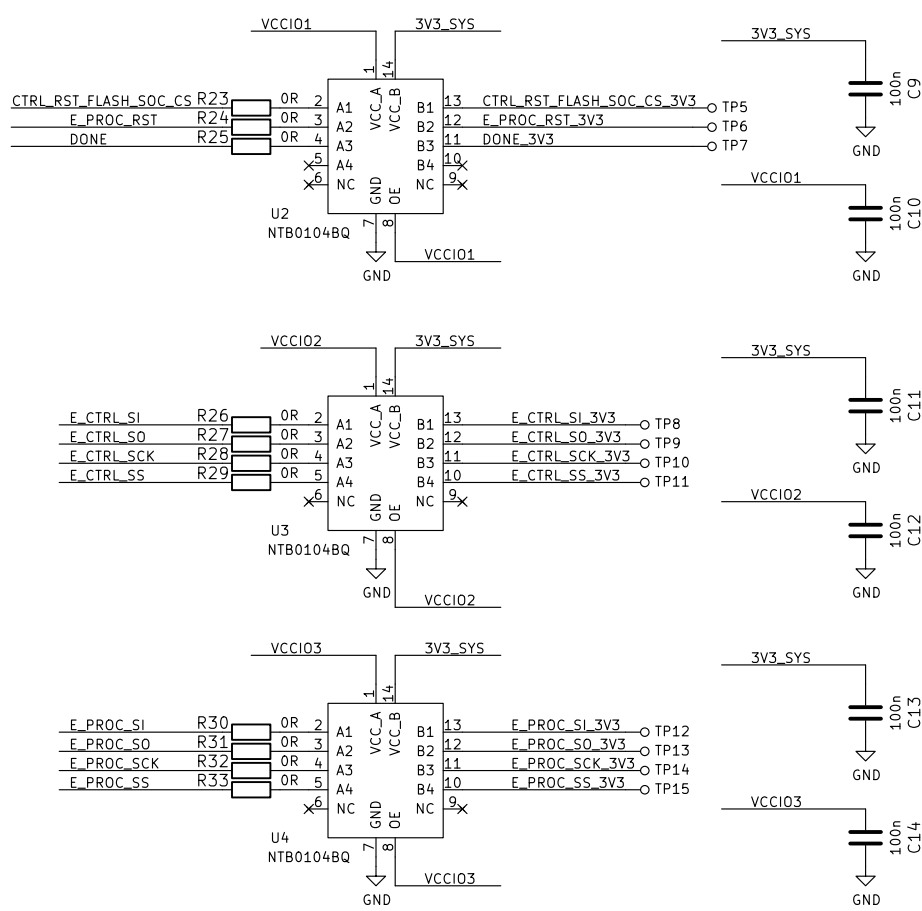 VCCIO1 3V3_SYS 3V3_SYS
1 14
CTRL_RST_FLASH_SOC_CS R23 0R 2 A1 VCC_A VCC_B B1 13 CTRL_RST_FLASH_SOC_CS_3V3 TP5 100n C9
E_PROC_RST R24 0R 3 A2 B2 12 E_PROC_RST_3V3 TP6
DONE R25 0R 4 A3 B3 11 DONE_3V3 TP7 GND
5 A4 B4 10
6 NC GND OE NC 9 VCCIO1
U2 7 8 100n C10
NTB0104BQ
VCCIO1
GND GND
VCCIO2 3V3_SYS 3V3_SYS
1 14
E_CTRL_SI R26 0R 2 A1 VCC_A VCC_B B1 13 E_CTRL_SI_3V3 TP8 100n C11
E_CTRL_SO R27 0R 3 A2 B2 12 E_CTRL_SO_3V3 TP9
E_CTRL_SCK R28 0R 4 A3 B3 11 E_CTRL_SCK_3V3 TP10 GND
E_CTRL_SS R29 0R 5 A4 B4 10 E_CTRL_SS_3V3 TP11
6 NC GND OE NC 9 VCCIO2
U3 7 8 100n C12
NTB0104BQ
GND GND
VCCIO2
VCCIO3 3V3_SYS 3V3_SYS
1 14
E_PROC_SI R30 0R 2 A1 VCC_A VCC_B B1 13 E_PROC_SI_3V3 TP12 100n C13
E_PROC_SO R31 0R 3 A2 B2 12 E_PROC_SO_3V3 TP13
E_PROC_SCK R32 0R 4 A3 B3 11 E_PROC_SCK_3V3 TP14 GND
E_PROC_SS R33 0R 5 A4 B4 10 E_PROC_SS_3V3 TP15
6 NC GND OE NC 9 VCCIO3
U4 7 8 100n C14
NTB0104BQ
VCCIO3
GND GND